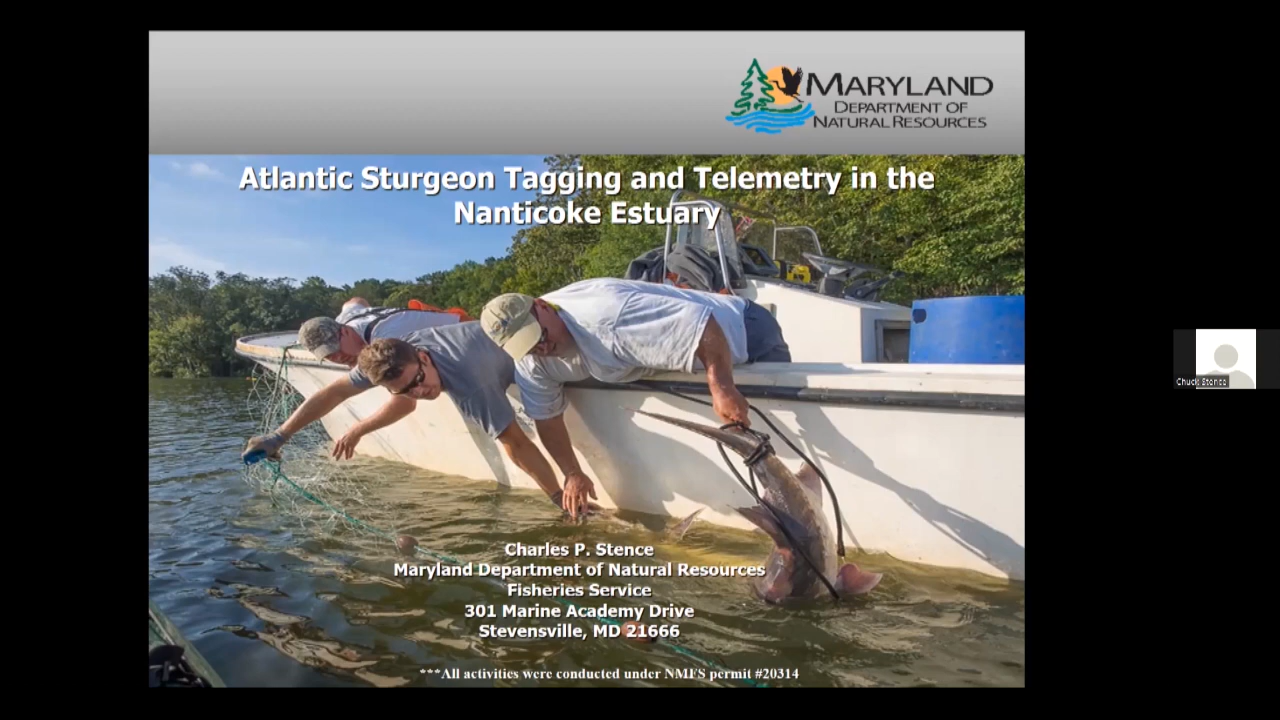 MARYLAND
DEPARTMENT OF
NATURAL RESOURCES
Atlantic Sturgeon Tagging and Telemetry in the
Nanticoke Estuary
Charles P. Stence
Maryland Department of Natural Resources
Fisheries Service
301 Marine Academy Drive
Stevensville, MD 21666
***All activities were conducted under NMFS permit #20314
Chuck Stence